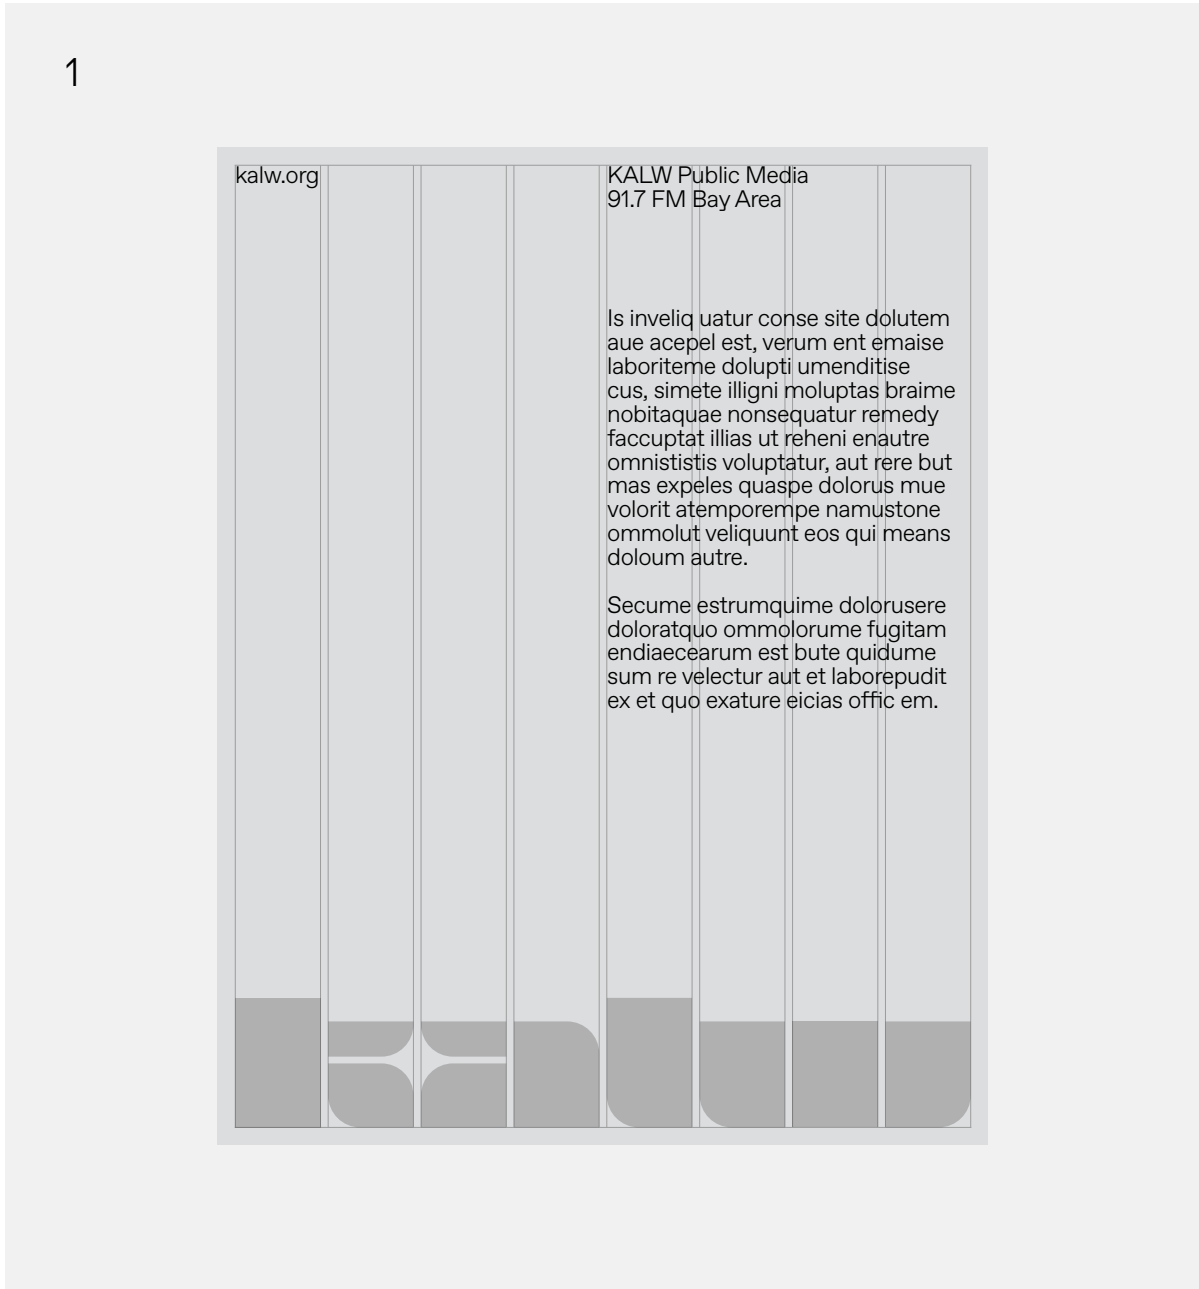 1
kalw.org
KALW Public Media
91.7 FM Bay Area
Is inveliq uatur conse site dolutem
aue acepel est, verum ent emaise
laboriteme dolupti umenditise
cus, simete illigni moluptas braime
nobitaquae nonsequatur remedy
faccuptat illias ut reheni enautre
omnististis voluptatur, aut rere but
mas expeles quaspe dolorus mue
volorit atemporempe namustone
ommolut veliquunt eos qui means
doloum autre.
Secume estrumquime dolorusere
doloratquo ommolorume fugitam
endiaecearum est bute quidume
sum re velectur aut et laborepudit
ex et quo exature eicias offic em.